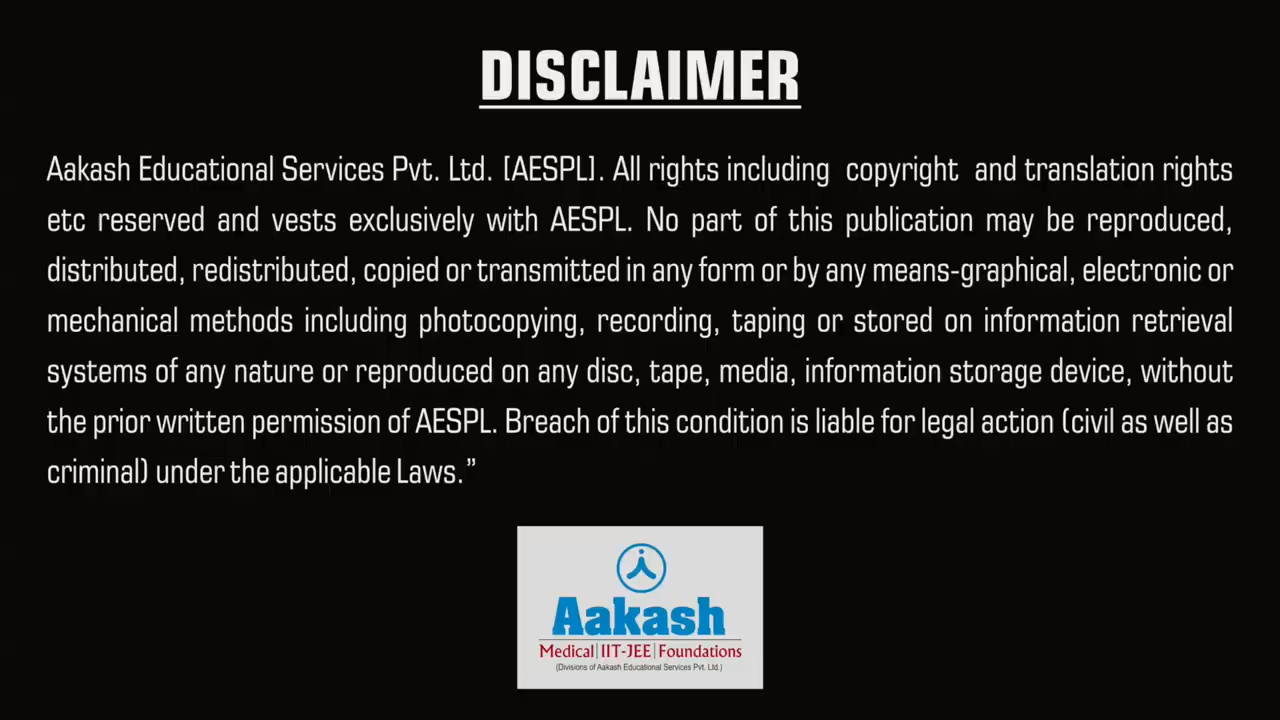 DISCLAIMER
Aakash Educational Services Pvt. Ltd. [AESPL]. All rights including copyright and translation rights
etc reserved and vests exclusively with AESPL. No part of this publication may be reproduced,
distributed, redistributed, copied or transmitted in any form or by any means-graphical, electronic or
mechanical methods including photocopying, recording, taping or stored on information retrieval
systems of any nature or reproduced on any disc, tape, media, information storage device, without
the prior written permission of AESPL. Breach of this condition is liable for legal action (civil as well as
criminal) under the applicable Laws.”
Aakash
Medical|IIT-JEE|Foundations
(Divisions of Aakash Educational Services Pvt. Ltd.)